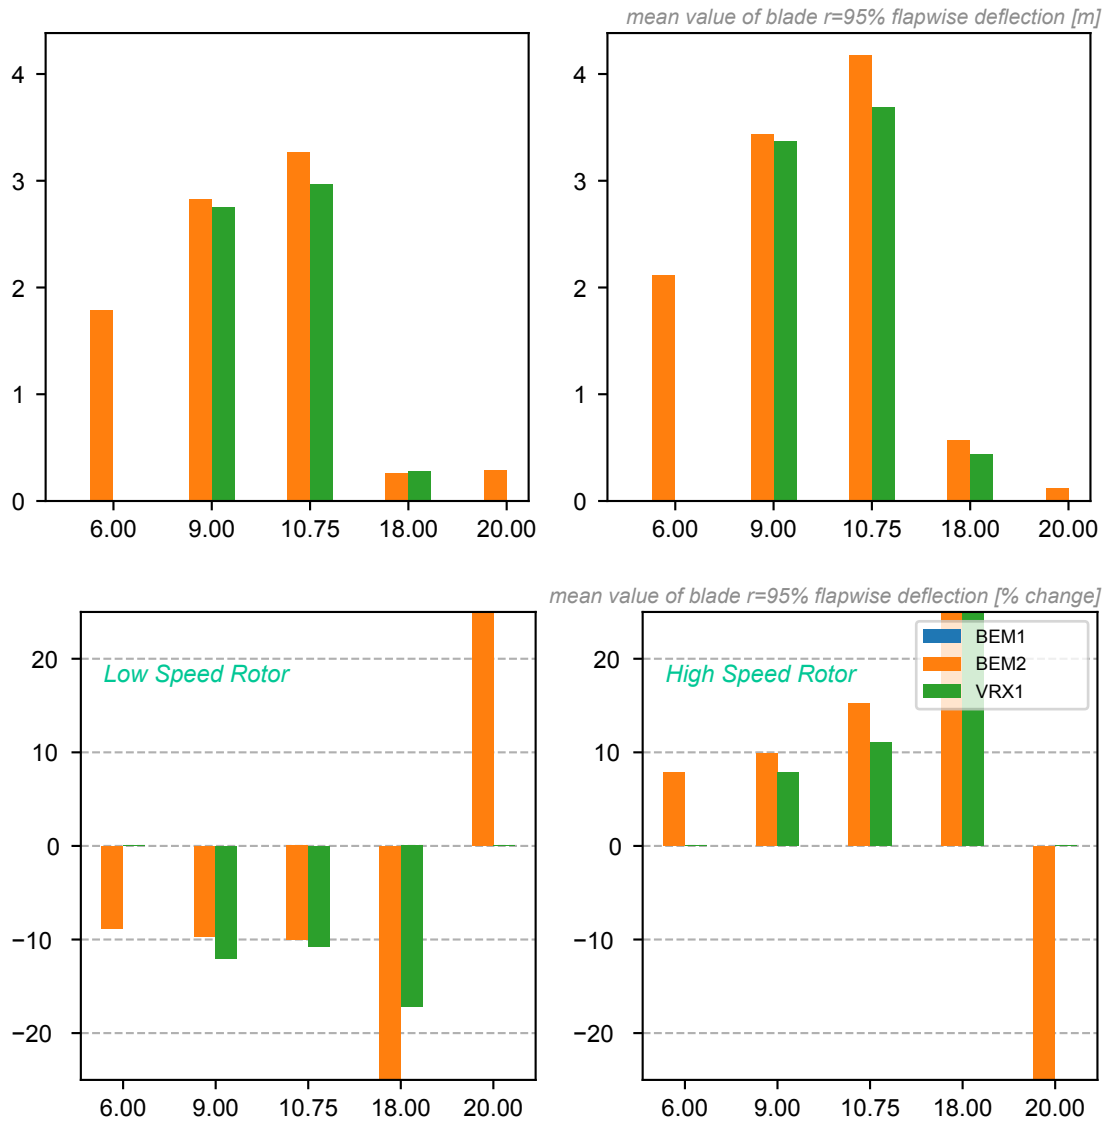 mean value of blade r=95% flapwise deflection [m]
4
3
2
1
0
6.00 9.00 10.75 18.00 20.00
4
3
2
1
0
6.00 9.00 10.75 18.00 20.00
mean value of blade r=95% flapwise deflection [% change]
Low Speed Rotor
20
10
0
−10
−20
6.00 9.00 10.75 18.00 20.00
High Speed Rotor
BEM1
BEM2
VRX1
20
10
0
−10
−20
6.00 9.00 10.75 18.00 20.00